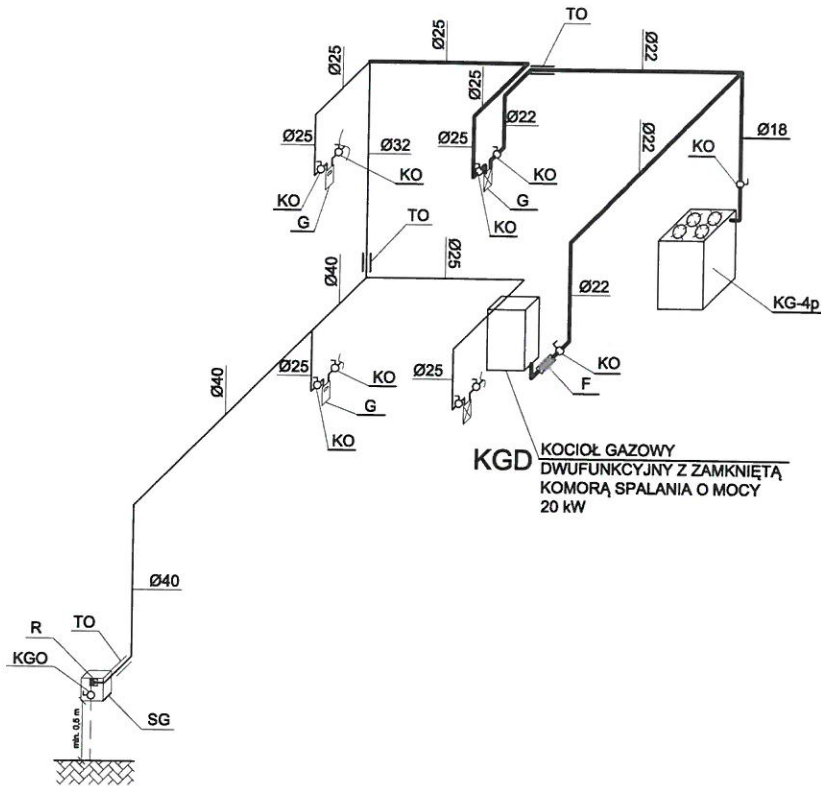 TO
Ø25
Ø22
Ø25
Ø25
Ø25
Ø25
Ø22
Ø22
Ø18
Ø32
KO
KO
KO
KO
KO
G
G
TO
Ø40
Ø25
Ø22
KG-4p
Ø40
Ø25
KO
G
KO
Ø25
KO
F
KGD
KOCIOŁ GAZOWY
DWUFUNKCYJNY Z ZAMKNIĘTĄ
KOMORĄ SPALANIA O MOCY
20 kW
Ø40
R
TO
KGO
SG
min. 0,5 m